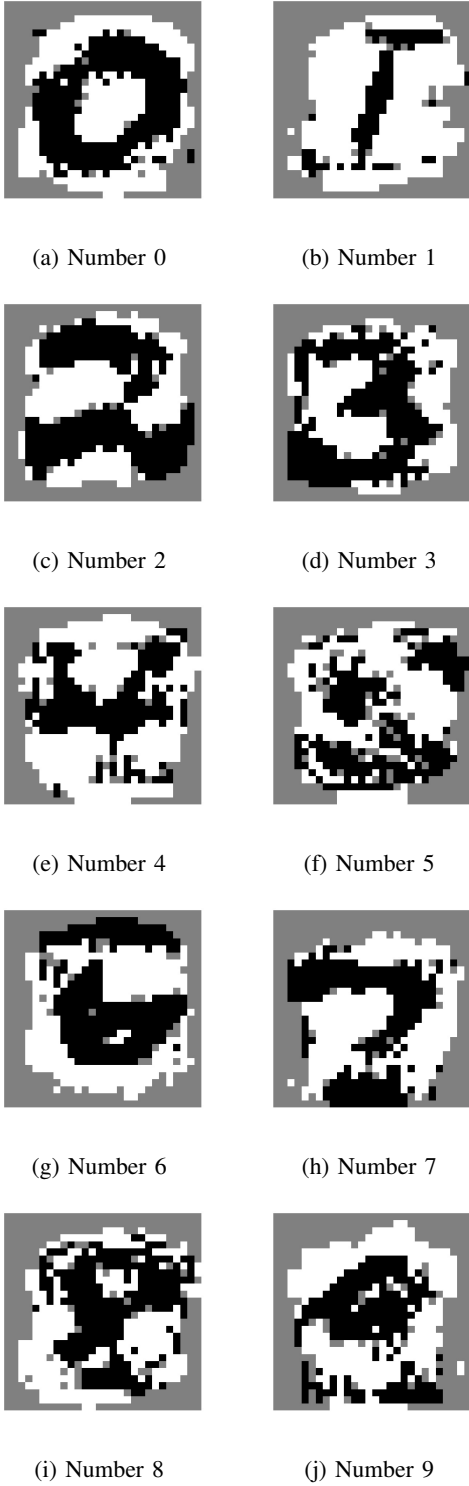 (a) Number 0
(b) Number 1
(c) Number 2
(d) Number 3
(e) Number 4
(f) Number 5
(g) Number 6
(h) Number 7
(i) Number 8
(j) Number 9